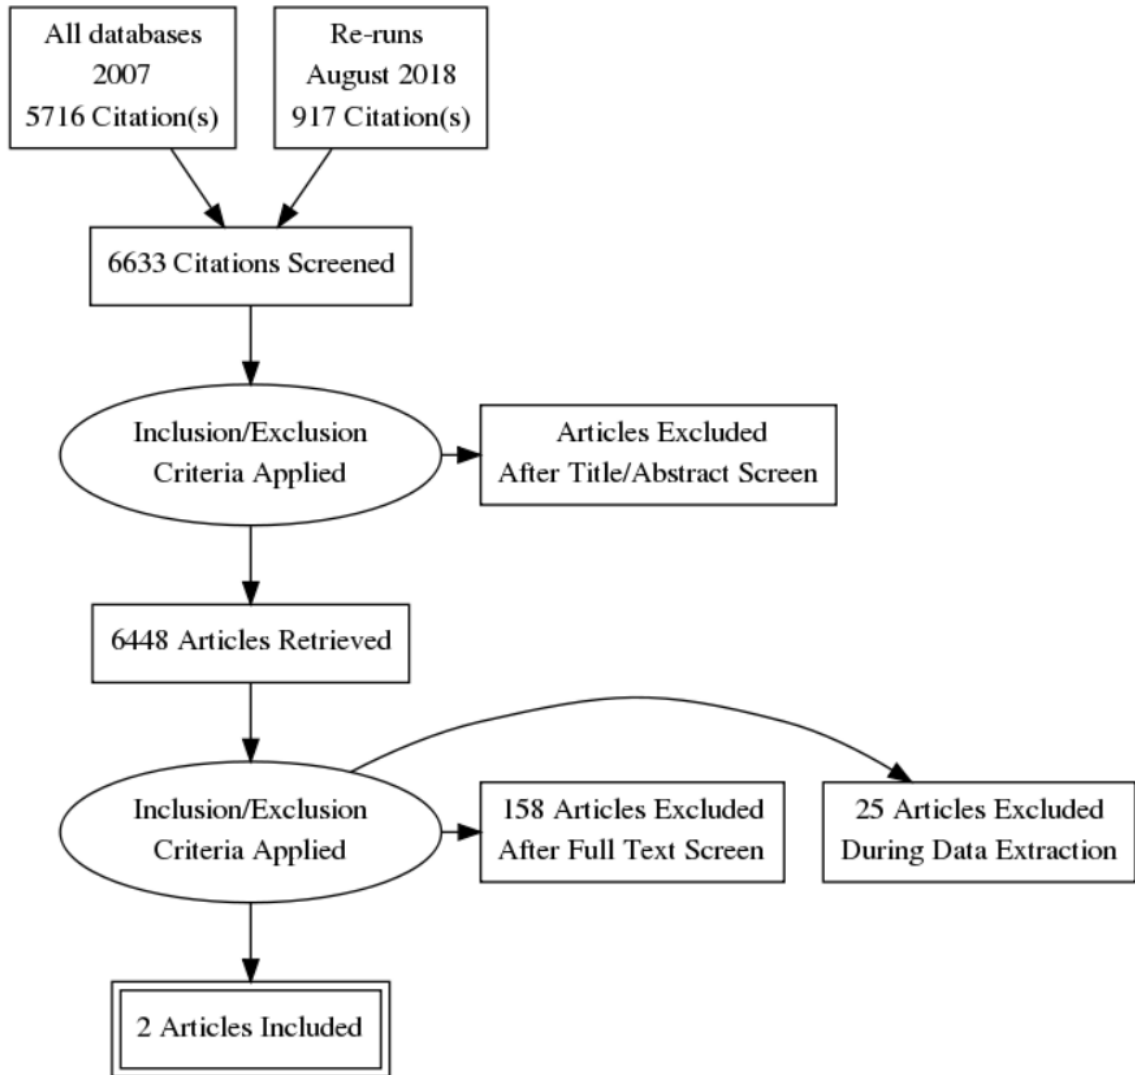 All databases
2007
5716 Citation(s)
Re-runs
August 2018
917 Citation(s)
6633 Citations Screened
Inclusion/Exclusion
Criteria Applied
Articles Excluded
After Title/Abstract Screen
6448 Articles Retrieved
Inclusion/Exclusion
Criteria Applied
158 Articles Excluded
After Full Text Screen
25 Articles Excluded
During Data Extraction
2 Articles Included